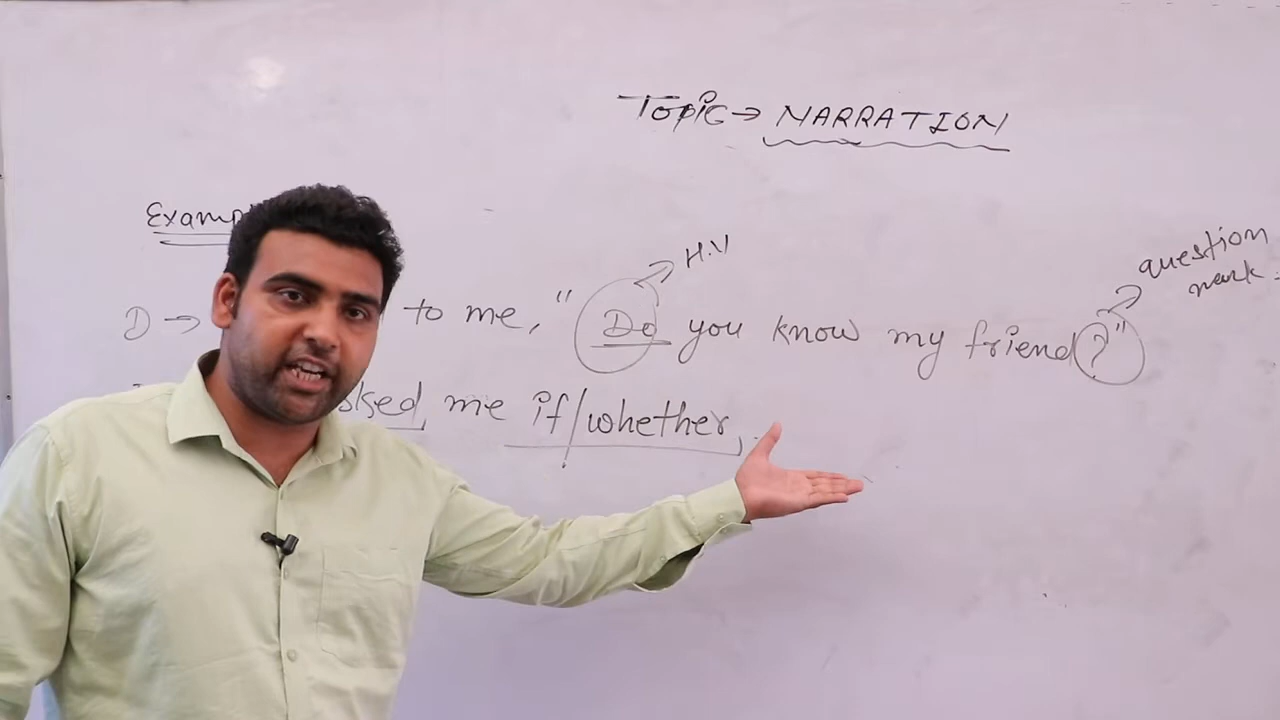 Topic → NARRATION
Examp
H.V
question
mark
D → to me, " Do you know my friend ? "
asked, me if/whether,